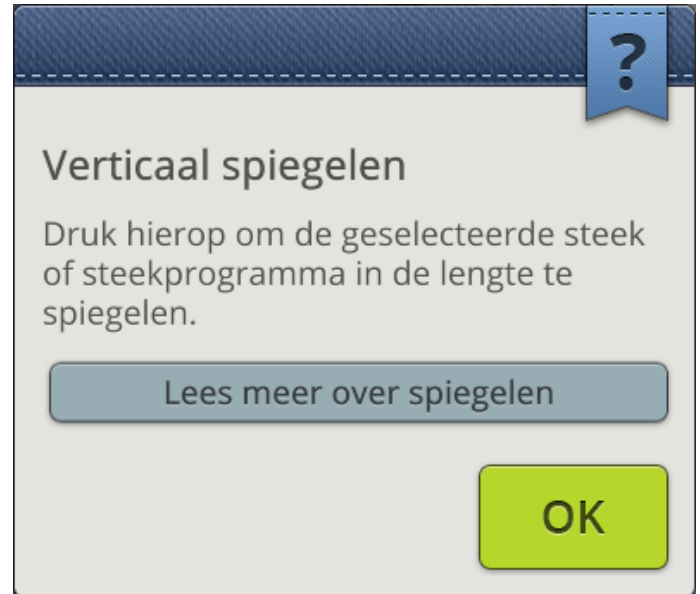 ?
Verticaal spiegelen
Druk hierop om de geselecteerde steek
of steekprogramma in de lengte te
spiegelen.
Lees meer over spiegelen
OK